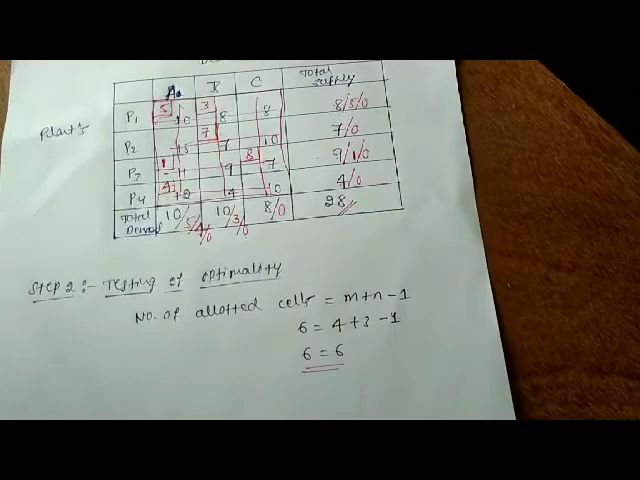 A B C Total supply
P1 5 10 3 8 8 8/5/0
Plants
P2 15 7 7 10 7/0
P3 1 11 9 8 7 9/1/0
P4 4 12 14 10 4/0
Total Demand 10/5/4/0 10/3/0 8/0 28
Step 2:- Testing of optimality
No. of allotted cells = m+n-1
6 = 4+3-1
6 = 6